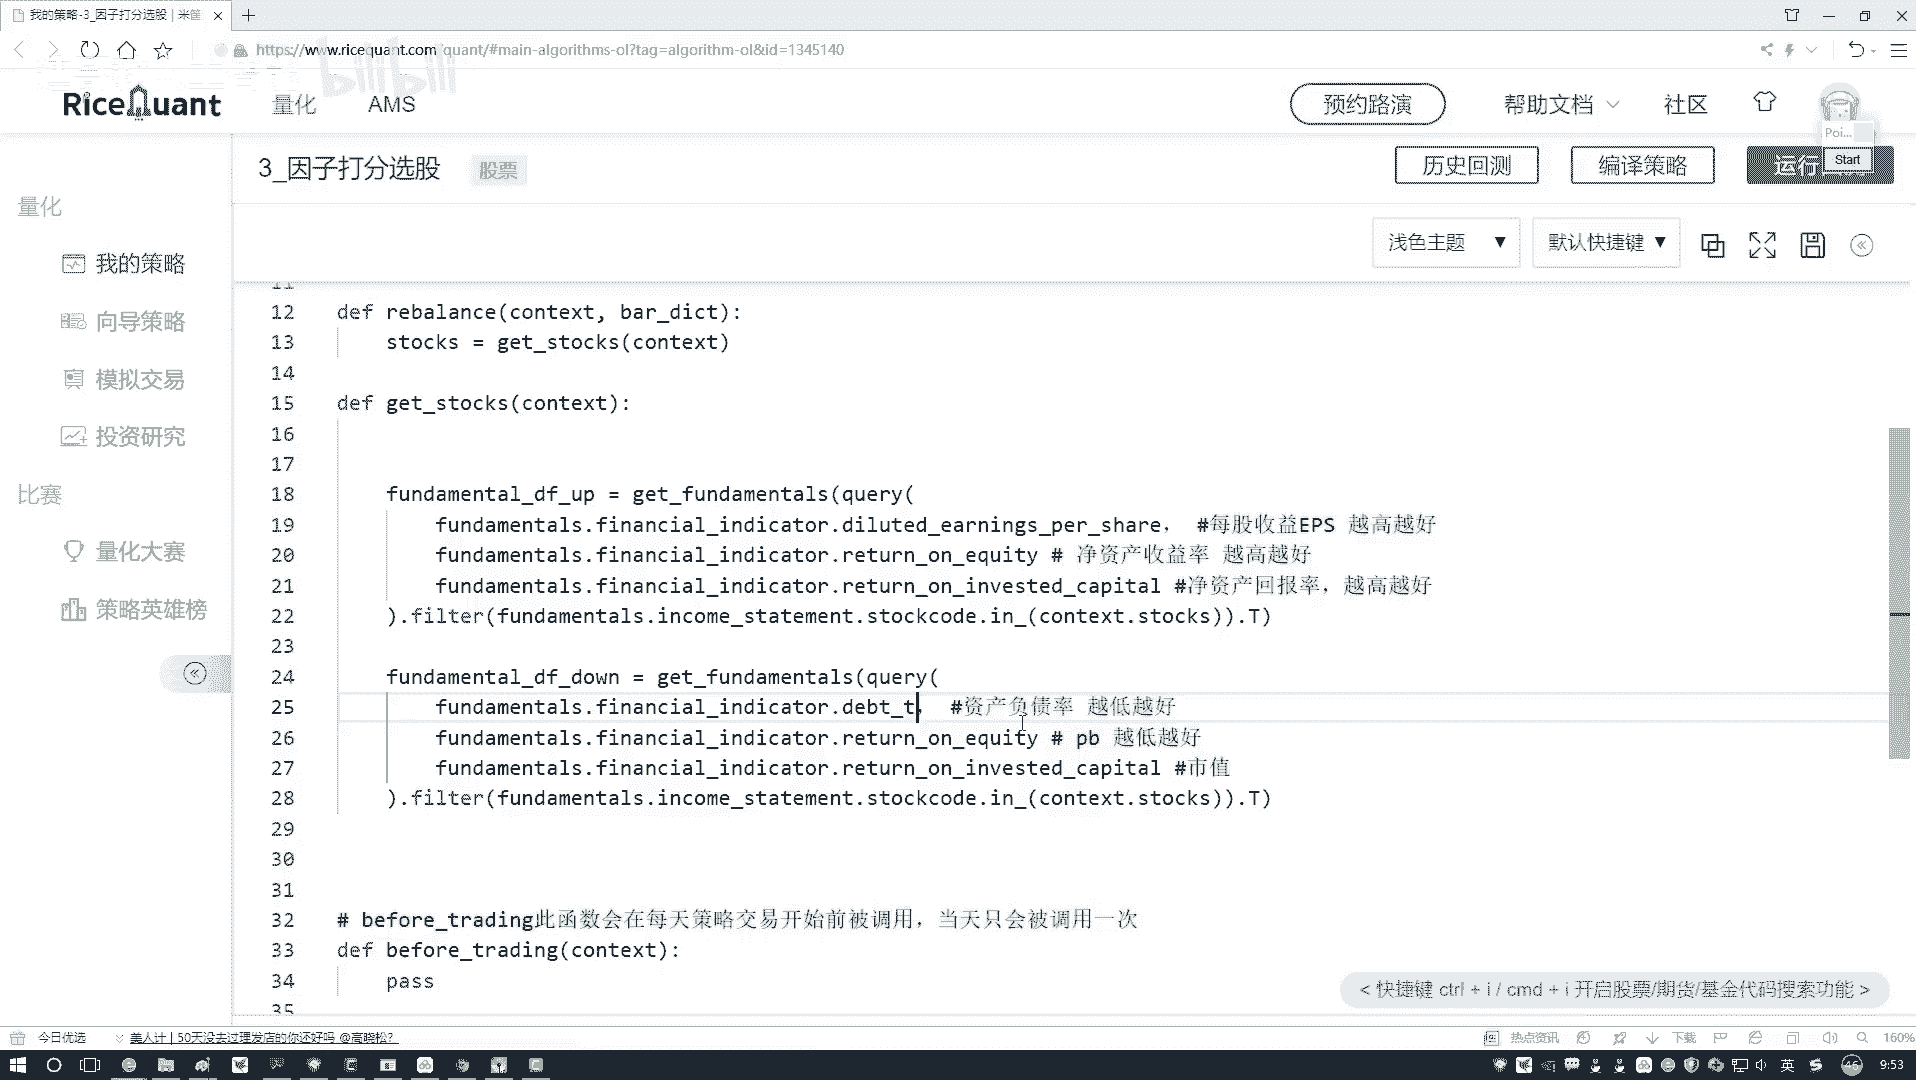 我的策略-3_因子打分选股 | 米筐
https://www.ricequant.com/quant/#main-algorithms-ol?tag=algorithm-ol&id=1345140
bilibili
RiceQuant 量化 AMS 预约路演 帮助文档 社区
Poi...
Start
3_因子打分选股 股票 历史回测 编译策略 运行
量化
我的策略
向导策略
模拟交易
投资研究
比赛
量化大赛
策略英雄榜
浅色主题 ▼ 默认快捷键 ▼
11
12 def rebalance(context, bar_dict):
13 stocks = get_stocks(context)
14
15 def get_stocks(context):
16
17
18 fundamental_df_up = get_fundamentals(query(
19 fundamentals.financial_indicator.diluted_earnings_per_share， #每股收益EPS 越高越好
20 fundamentals.financial_indicator.return_on_equity # 净资产收益率 越高越好
21 fundamentals.financial_indicator.return_on_invested_capital #净资产回报率，越高越好
22 ).filter(fundamentals.income_statement.stockcode.in_(context.stocks)).T)
23
24 fundamental_df_down = get_fundamentals(query(
25 fundamentals.financial_indicator.debt_t， #资产负债率 越低越好
26 fundamentals.financial_indicator.return_on_equity # pb 越低越好
27 fundamentals.financial_indicator.return_on_invested_capital #市值
28 ).filter(fundamentals.income_statement.stockcode.in_(context.stocks)).T)
29
30
31
32 # before_trading此函数会在每天策略交易开始前被调用，当天只会被调用一次
33 def before_trading(context):
34 pass
35
< 快捷键 ctrl + i / cmd + i 开启股票/期货/基金代码搜索功能 >
今日优选 美人计 | 50天没去过理发店的你还好吗 @高晓松? 热点资讯 下载 160%
英 46 9:53